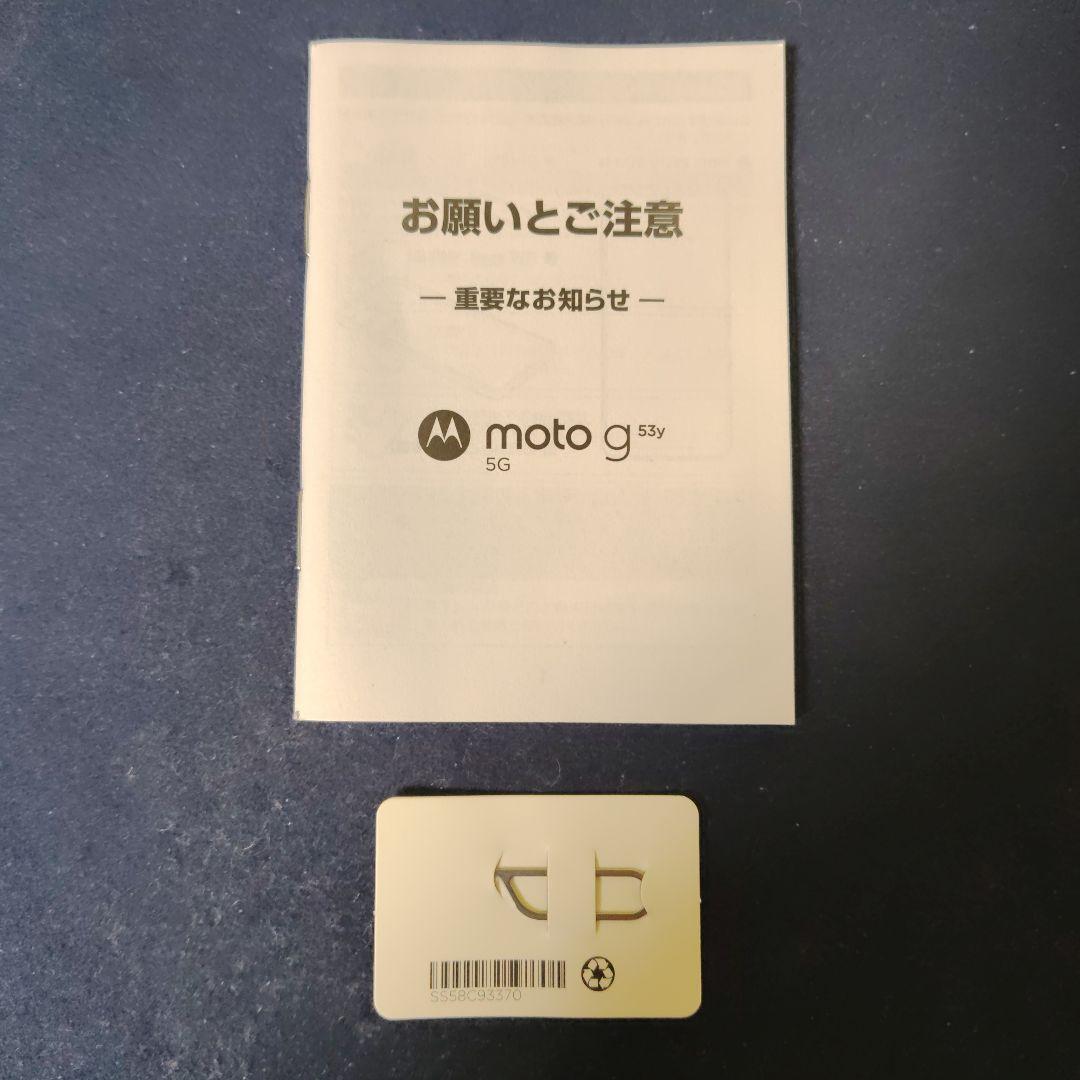 お願いとご注意
― 重要なお知らせ ―
moto g 53y
5G
SS58C93370